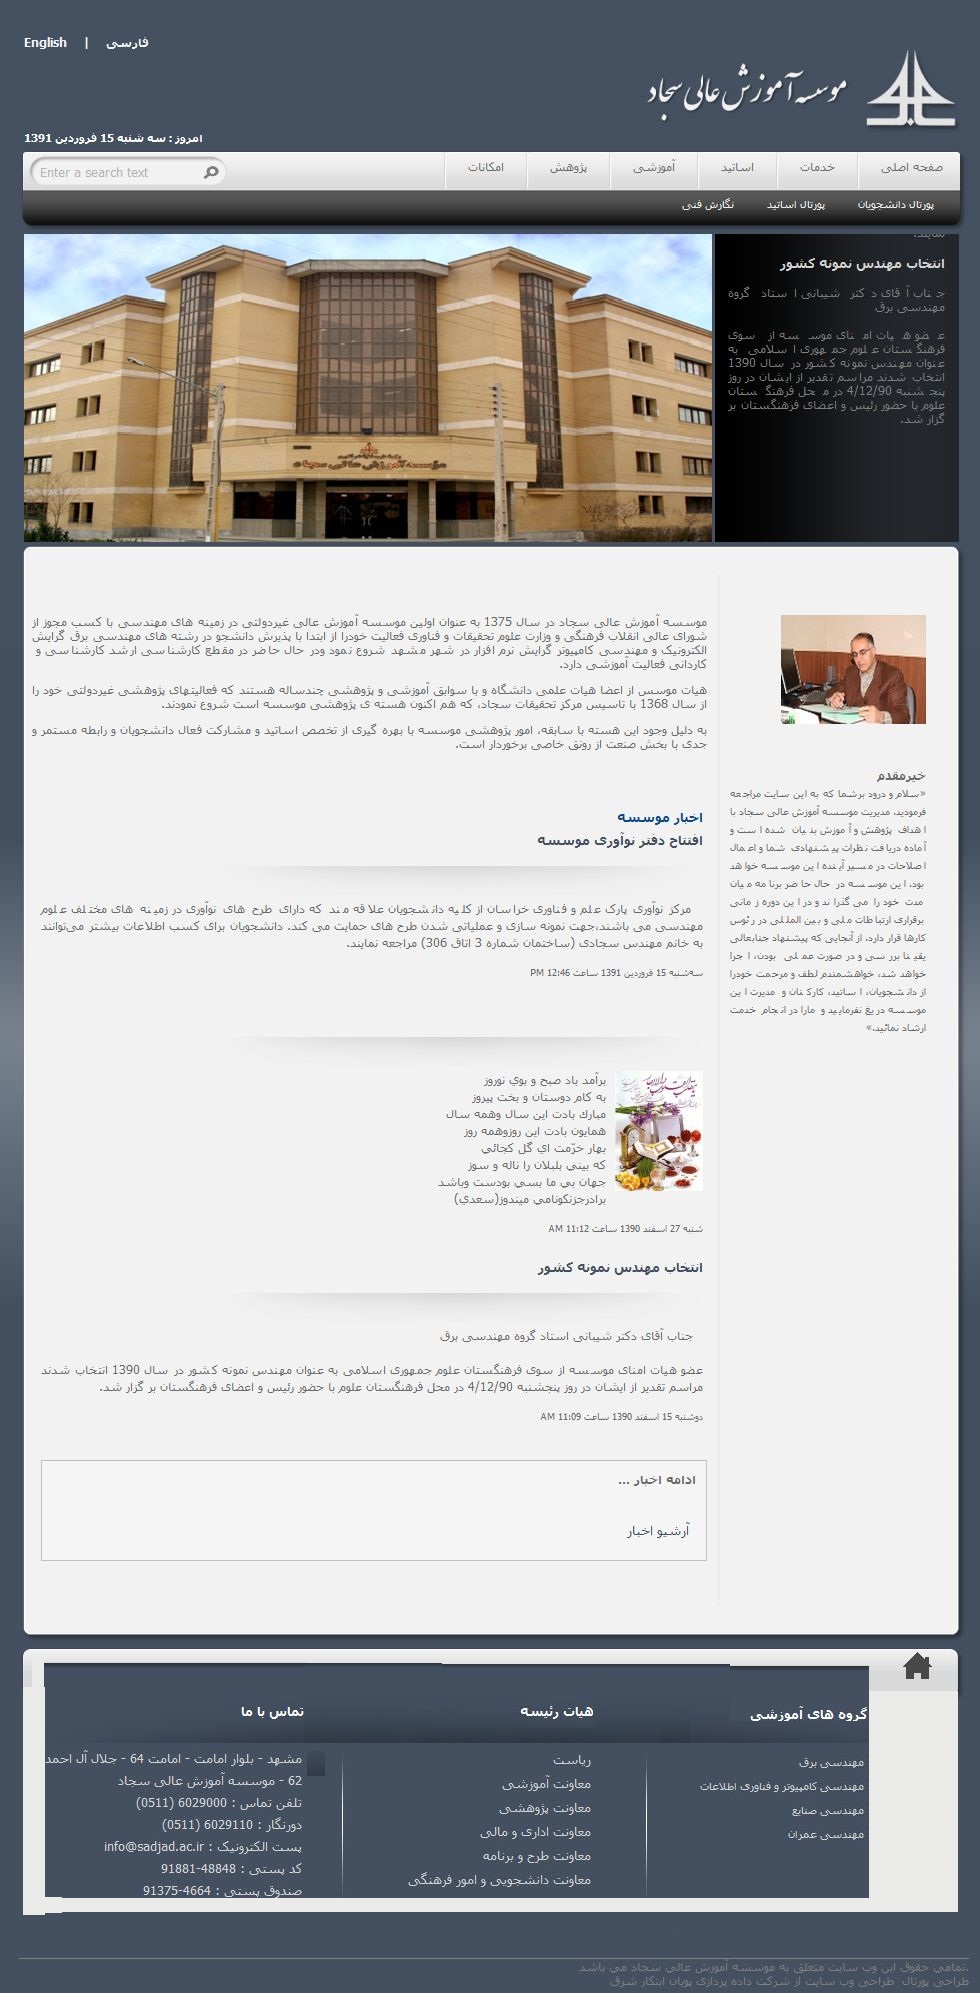 English | فارسی
موسسه آموزش عالی سجاد
امروز : سه شنبه 15 فروردین 1391
صفحه اصلی
خدمات
اساتید
آموزشی
پژوهش
امکانات
Enter a search text
پورتال دانشجویان
پورتال اساتید
نگارش فنی
نمایند.
انتخاب مهندس نمونه کشور
جناب آقای دکتر شیبانی استاد گروه
مهندسی برق
عضو هیات امنای موسسه از سوی
فرهنگستان علوم جمهوری اسلامی به
عنوان مهندس نمونه کشور در سال 1390
انتخاب شدند مراسم تقدیر از ایشان در روز
پنجشنبه 4/12/90 در محل فرهنگستان
علوم با حضور رئیس و اعضای فرهنگستان بر
گزار شد.
موسسه آموزش عالی سجاد
موسسه آموزش عالی سجاد در سال 1375 به عنوان اولین موسسه آموزش عالی غیردولتی در زمینه های مهندسی با کسب مجوز از
شورای عالی انقلاب فرهنگی و وزارت علوم تحقیقات و فناوری فعالیت خودرا از ابتدا با پذیرش دانشجو در رشته های مهندسی برق گرایش
الکترونیک و مهندسی کامپیوتر گرایش نرم افزار در شهر مشهد شروع نمود ودر حال حاضر در مقطع کارشناسی ارشد کارشناسی و
کاردانی فعالیت آموزشی دارد.
هیات موسس از اعضا هیات علمی دانشگاه و با سوابق آموزشی و پژوهشی چندساله هستند که فعالیتهای پژوهشی غیردولتی خود را
از سال 1368 با تاسیس مرکز تحقیقات سجاد، که هم اکنون هسته ی پژوهشی موسسه است شروع نمودند.
به دلیل وجود این هسته با سابقه، امور پژوهشی موسسه با بهره گیری از تخصص اساتید و مشارکت فعال دانشجویان و رابطه مستمر و
جدی با بخش صنعت از رونق خاصی برخوردار است.
خیرمقدم
«سلام و درود برشما که به این سایت مراجعه
فرمودید. مدیریت موسسه آموزش عالی سجاد با
اهداف پژوهش و آموزش بنیان شده است و
آماده دریافت نظرات پیشنهادی شما و اعمال
اصلاحات در مسیر آینده این موسسه خواهد
بود. این موسسه در حال حاضر برنامه میان
مدت خود را می گذراند و در این دوره زمانی
برقراری ارتباطات ملی و بین المللی در رئوس
کارها قرار دارد. از آنجایی که پیشنهاد جنابعالی
یقینا بررسی و در صورت عملی بودن، اجرا
خواهد شد، خواهشمندم لطف و مرحمت خودرا
از دانشجویان، اساتید، کارکنان و مدیرت این
موسسه دریغ نفرمایید و مارا در انجام خدمت
ارشاد نمائید.»
اخبار موسسه
افتتاح دفتر نوآوری موسسه
مرکز نوآوری پارک علم و فناوری خراسان از کلیه دانشجویان علاقه مند که دارای طرح های نوآوری در زمینه های مختلف علوم
مهندسی می باشند،جهت نمونه سازی و عملیاتی شدن طرح های حمایت می کند. دانشجویان برای کسب اطلاعات بیشتر می‌توانند
به خانم مهندس سجادی (ساختمان شماره 3 اتاق 306) مراجعه نمایند.
سه‌شنبه 15 فروردین 1391 ساعت 12:46 PM
برآمد باد صبح و بوي نوروز
به کام دوستان و بخت پیروز
مبارك بادت این سال وهمه سال
همایون بادت این روزوهمه روز
بهار خرّمت اي گل کجائي
که بیني بلبلان را ناله و سوز
جهان بي ما بسي بودست وباشد
برادرجزنکونامي میندوز(سعدي)
شنبه 27 اسفند 1390 ساعت 11:12 AM
انتخاب مهندس نمونه کشور
جناب آقای دکتر شیبانی استاد گروه مهندسی برق
عضو هیات امنای موسسه از سوی فرهنگستان علوم جمهوری اسلامی به عنوان مهندس نمونه کشور در سال 1390 انتخاب شدند
مراسم تقدیر از ایشان در روز پنجشنبه 4/12/90 در محل فرهنگستان علوم با حضور رئیس و اعضای فرهنگستان بر گزار شد.
دوشنبه 15 اسفند 1390 ساعت 11:09 AM
ادامه اخبار ...
آرشیو اخبار
گروه های آموزشی
مهندسی برق
مهندسی کامپیوتر و فناوری اطلاعات
مهندسی صنایع
مهندسی عمران
هیات رئیسه
ریاست
معاونت آموزشی
معاونت پژوهشی
معاونت اداری و مالی
معاونت طرح و برنامه
معاونت دانشجویی و امور فرهنگی
تماس با ما
مشهد - بلوار امامت - امامت 64 - جلال آل احمد
62 - موسسه آموزش عالی سجاد
تلفن تماس : 6029000 (0511)
دورنگار : 6029110 (0511)
پست الکترونیک : info@sadjad.ac.ir
کد پستی : 48848-91881
صندوق پستی : 4664-91375
.تمامی حقوق این وب سایت متعلق به موسسه آموزش عالی سجاد می باشد
طراحی پورتال طراحی وب سایت از شرکت داده پردازی پویان ابتکار شرق